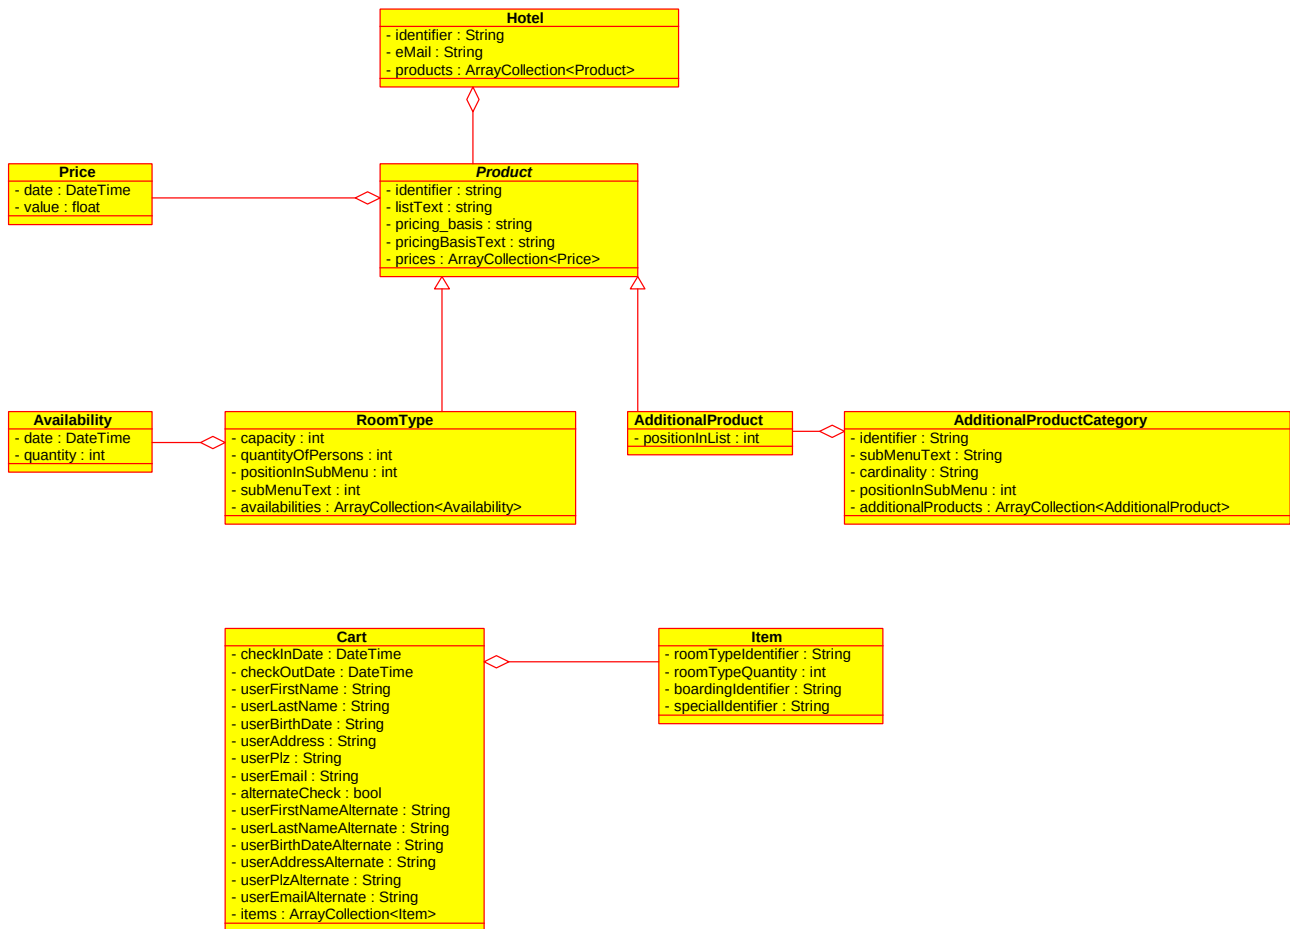 Hotel
- identifier : String
- eMail : String
- products : ArrayCollection<Product>
Price
- date : DateTime
- value : float
Product
- identifier : string
- listText : string
- pricing_basis : string
- pricingBasisText : string
- prices : ArrayCollection<Price>
Availability
- date : DateTime
- quantity : int
RoomType
- capacity : int
- quantityOfPersons : int
- positionInSubMenu : int
- subMenuText : int
- availabilities : ArrayCollection<Availability>
AdditionalProduct
- positionInList : int
AdditionalProductCategory
- identifier : String
- subMenuText : String
- cardinality : String
- positionInSubMenu : int
- additionalProducts : ArrayCollection<AdditionalProduct>
Cart
- checkInDate : DateTime
- checkOutDate : DateTime
- userFirstName : String
- userLastName : String
- userBirthDate : String
- userAddress : String
- userPlz : String
- userEmail : String
- alternateCheck : bool
- userFirstNameAlternate : String
- userLastNameAlternate : String
- userBirthDateAlternate : String
- userAddressAlternate : String
- userPlzAlternate : String
- userEmailAlternate : String
- items : ArrayCollection<Item>
Item
- roomTypeIdentifier : String
- roomTypeQuantity : int
- boardingIdentifier : String
- specialIdentifier : String